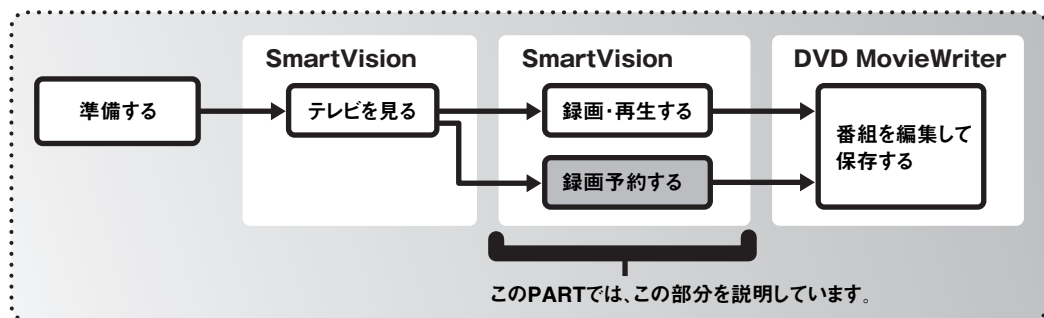 SmartVision
SmartVision
DVD MovieWriter
準備する
テレビを見る
録画・再生する
録画予約する
番組を編集して
保存する
このPARTでは、この部分を説明しています。